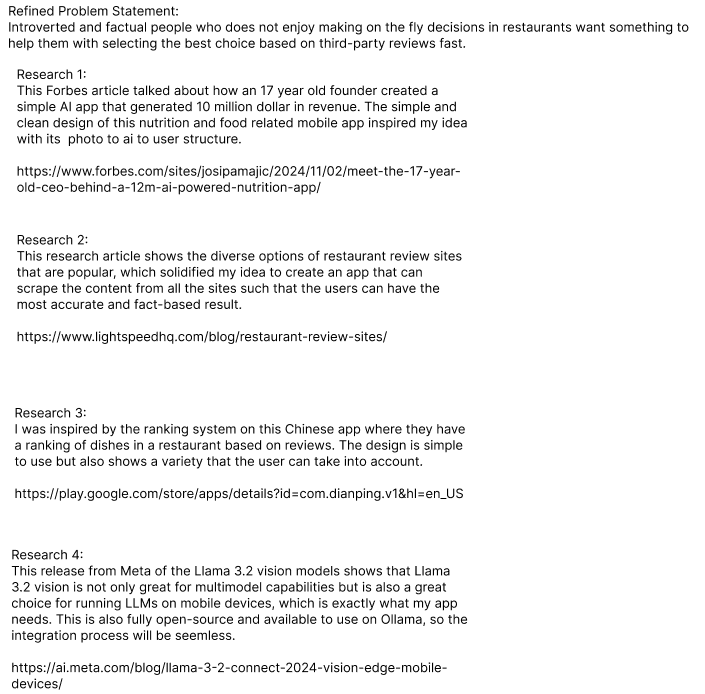 Refined Problem Statement:
Introverted and factual people who does not enjoy making on the fly decisions in restaurants want something to
help them with selecting the best choice based on third-party reviews fast.
Research 1:
This Forbes article talked about how an 17 year old founder created a
simple AI app that generated 10 million dollar in revenue. The simple and
clean design of this nutrition and food related mobile app inspired my idea
with its  photo to ai to user structure.
https://www.forbes.com/sites/josipamajic/2024/11/02/meet-the-17-year-
old-ceo-behind-a-12m-ai-powered-nutrition-app/
Research 2:
This research article shows the diverse options of restaurant review sites
that are popular, which solidified my idea to create an app that can
scrape the content from all the sites such that the users can have the
most accurate and fact-based result.
https://www.lightspeedhq.com/blog/restaurant-review-sites/
Research 3:
I was inspired by the ranking system on this Chinese app where they have
a ranking of dishes in a restaurant based on reviews. The design is simple
to use but also shows a variety that the user can take into account.
https://play.google.com/store/apps/details?id=com.dianping.v1&hl=en_US
Research 4:
This release from Meta of the Llama 3.2 vision models shows that Llama
3.2 vision is not only great for multimodel capabilities but is also a great
choice for running LLMs on mobile devices, which is exactly what my app
needs. This is also fully open-source and available to use on Ollama, so the
integration process will be seemless.
https://ai.meta.com/blog/llama-3-2-connect-2024-vision-edge-mobile-
devices/